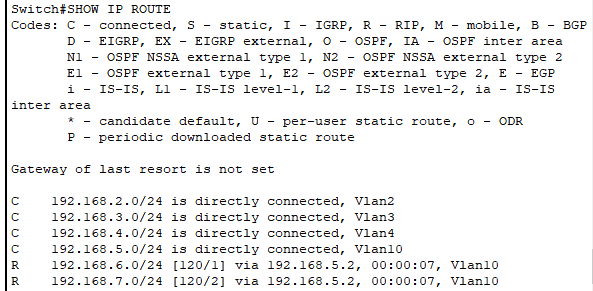 Switch#SHOW IP ROUTE
Codes: C - connected, S - static, I - IGRP, R - RIP, M - mobile, B - BGP
       D - EIGRP, EX - EIGRP external, O - OSPF, IA - OSPF inter area
       N1 - OSPF NSSA external type 1, N2 - OSPF NSSA external type 2
       E1 - OSPF external type 1, E2 - OSPF external type 2, E - EGP
       i - IS-IS, L1 - IS-IS level-1, L2 - IS-IS level-2, ia - IS-IS
inter area
       * - candidate default, U - per-user static route, o - ODR
       P - periodic downloaded static route
Gateway of last resort is not set
C    192.168.2.0/24 is directly connected, Vlan2
C    192.168.3.0/24 is directly connected, Vlan3
C    192.168.4.0/24 is directly connected, Vlan4
C    192.168.5.0/24 is directly connected, Vlan10
R    192.168.6.0/24 [120/1] via 192.168.5.2, 00:00:07, Vlan10
R    192.168.7.0/24 [120/2] via 192.168.5.2, 00:00:07, Vlan10